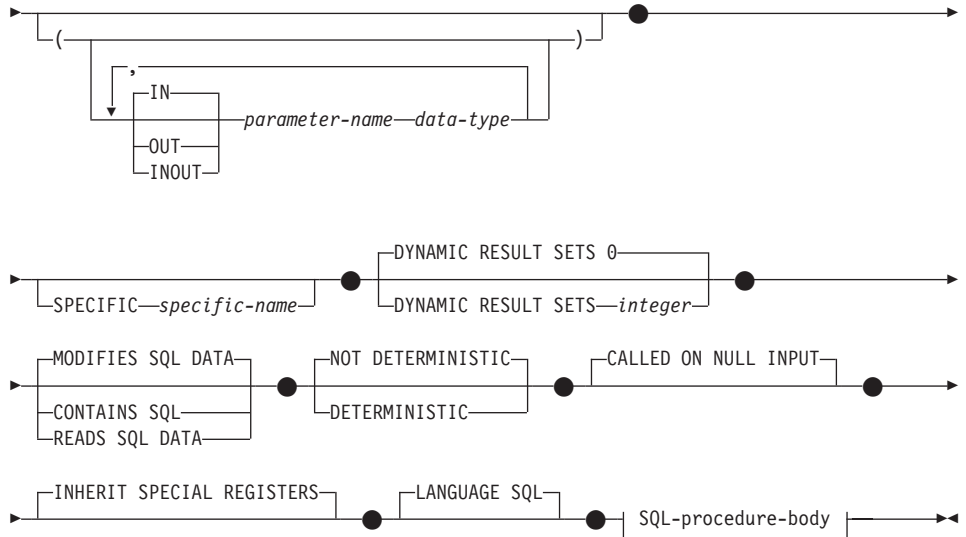 ( )
,
IN
parameter-name data-type
OUT
INOUT
DYNAMIC RESULT SETS 0
SPECIFIC specific-name DYNAMIC RESULT SETS integer
MODIFIES SQL DATA NOT DETERMINISTIC CALLED ON NULL INPUT
CONTAINS SQL DETERMINISTIC
READS SQL DATA
INHERIT SPECIAL REGISTERS LANGUAGE SQL
SQL-procedure-body